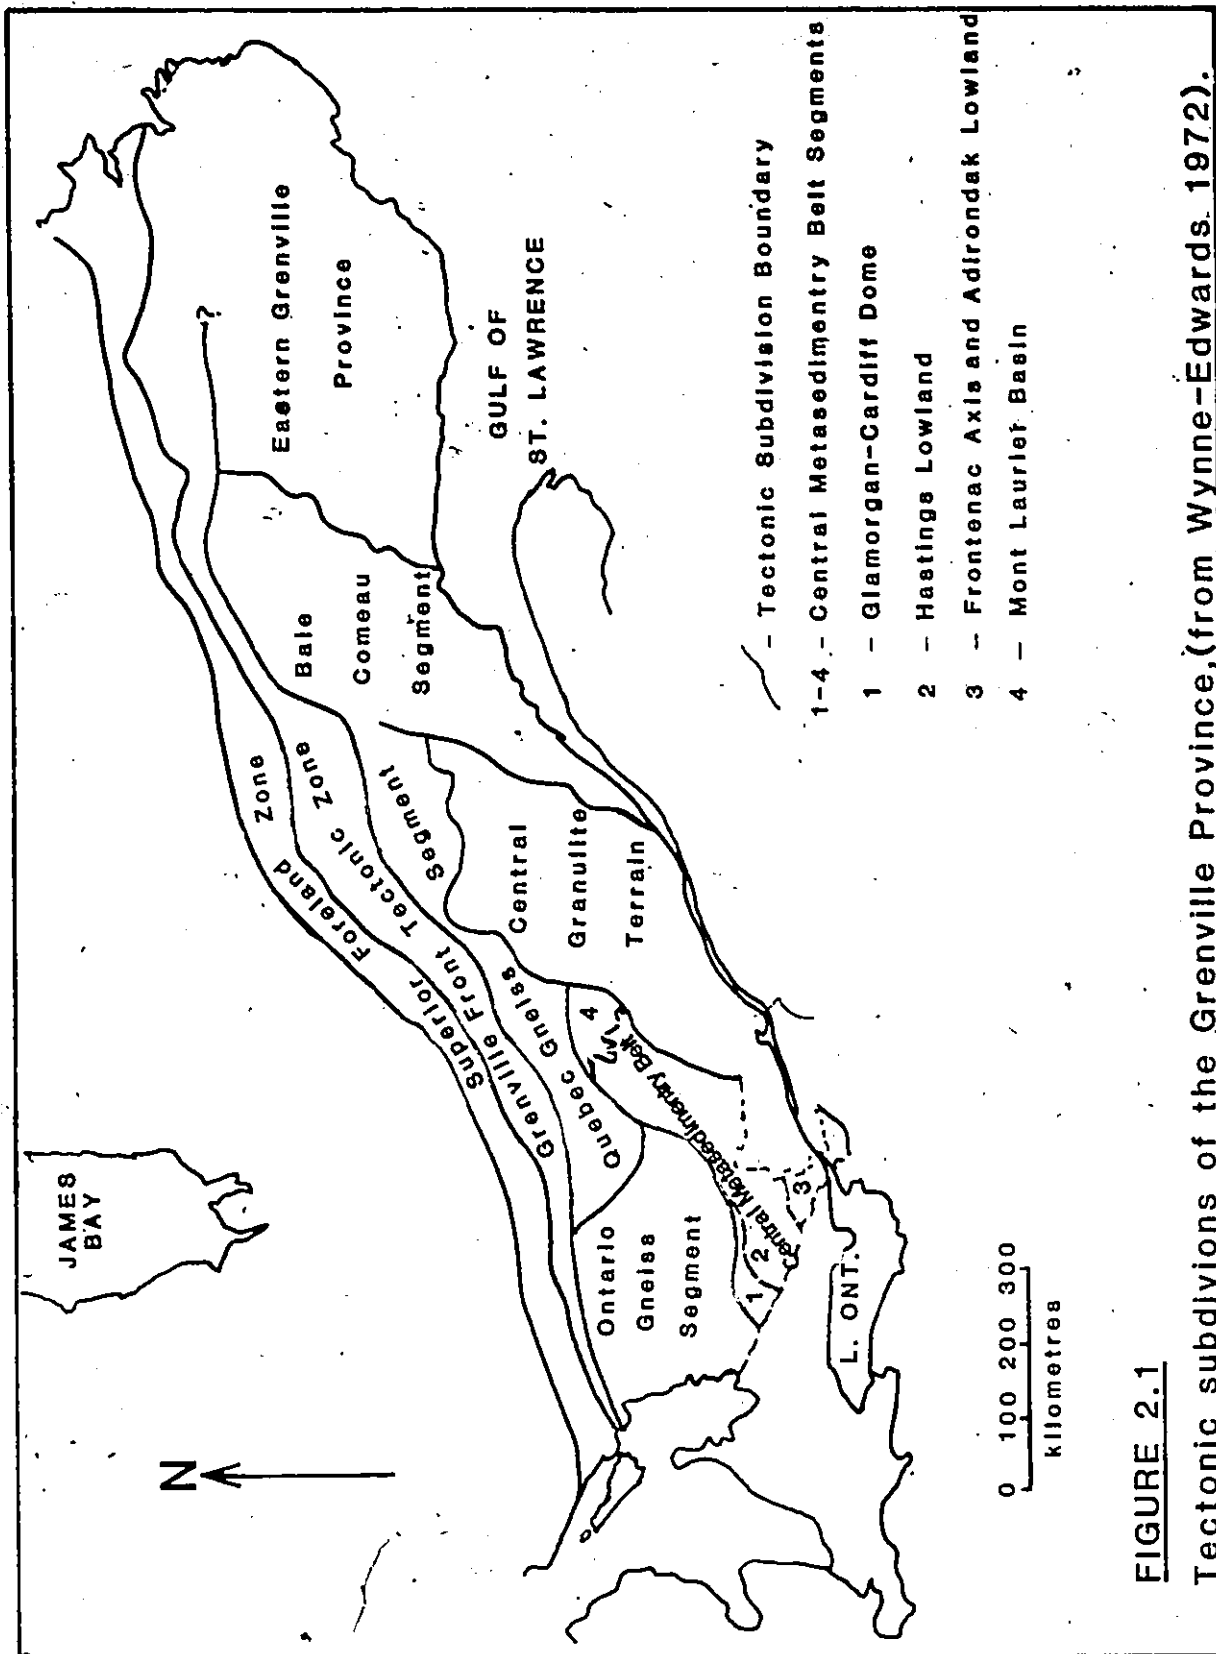 JAMES
BAY
N
Superior Foreland Zone
Grenville Front Tectonic Zone
Quebec Gneiss Segment
Eastern Grenville
Province
?
Baie
Comeau
Segment
Central
Granulite
Terrain
Ontario
Gneiss
Segment
Central Metasedimentry Belt
1
2
3
4
GULF OF
ST. LAWRENCE
L. ONT.
0 100 200 300
kilometres
- Tectonic Subdivision Boundary
1-4 - Central Metasedimentry Belt Segments
1 - Glamorgan-Cardiff Dome
2 - Hastings Lowland
3 - Frontenac Axis and Adirondak Lowland
4 - Mont Laurier Basin
FIGURE 2.1
Tectonic subdivions of the Grenville Province,(from Wynne-Edwards 1972).